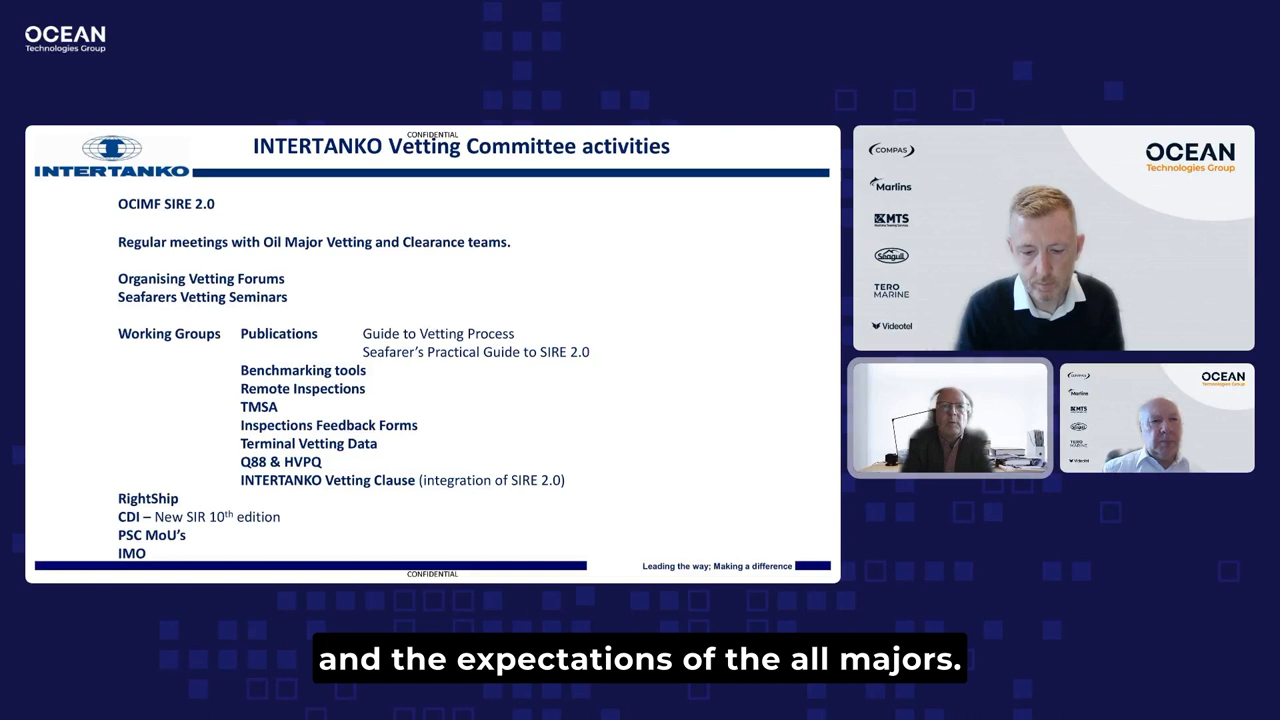 OCEAN
Technologies Group
CONFIDENTIAL
INTERTANKO Vetting Committee activities
INTERTANKO
OCIMF SIRE 2.0
Regular meetings with Oil Major Vetting and Clearance teams.
Organising Vetting Forums
Seafarers Vetting Seminars
Working Groups Publications Guide to Vetting Process
Seafarer's Practical Guide to SIRE 2.0
Benchmarking tools
Remote Inspections
TMSA
Inspections Feedback Forms
Terminal Vetting Data
Q88 & HVPQ
INTERTANKO Vetting Clause (integration of SIRE 2.0)
RightShip
CDI – New SIR 10th edition
PSC MoU's
IMO
Leading the way; Making a difference
CONFIDENTIAL
COMPAS
Marlins
MTS
Seagull
TERO
MARINE
Videotel
OCEAN
Technologies Group
Marlins
MTS
TERO
MARINE
Videotel
OCEAN
Technologies Group
and the expectations of the all majors.